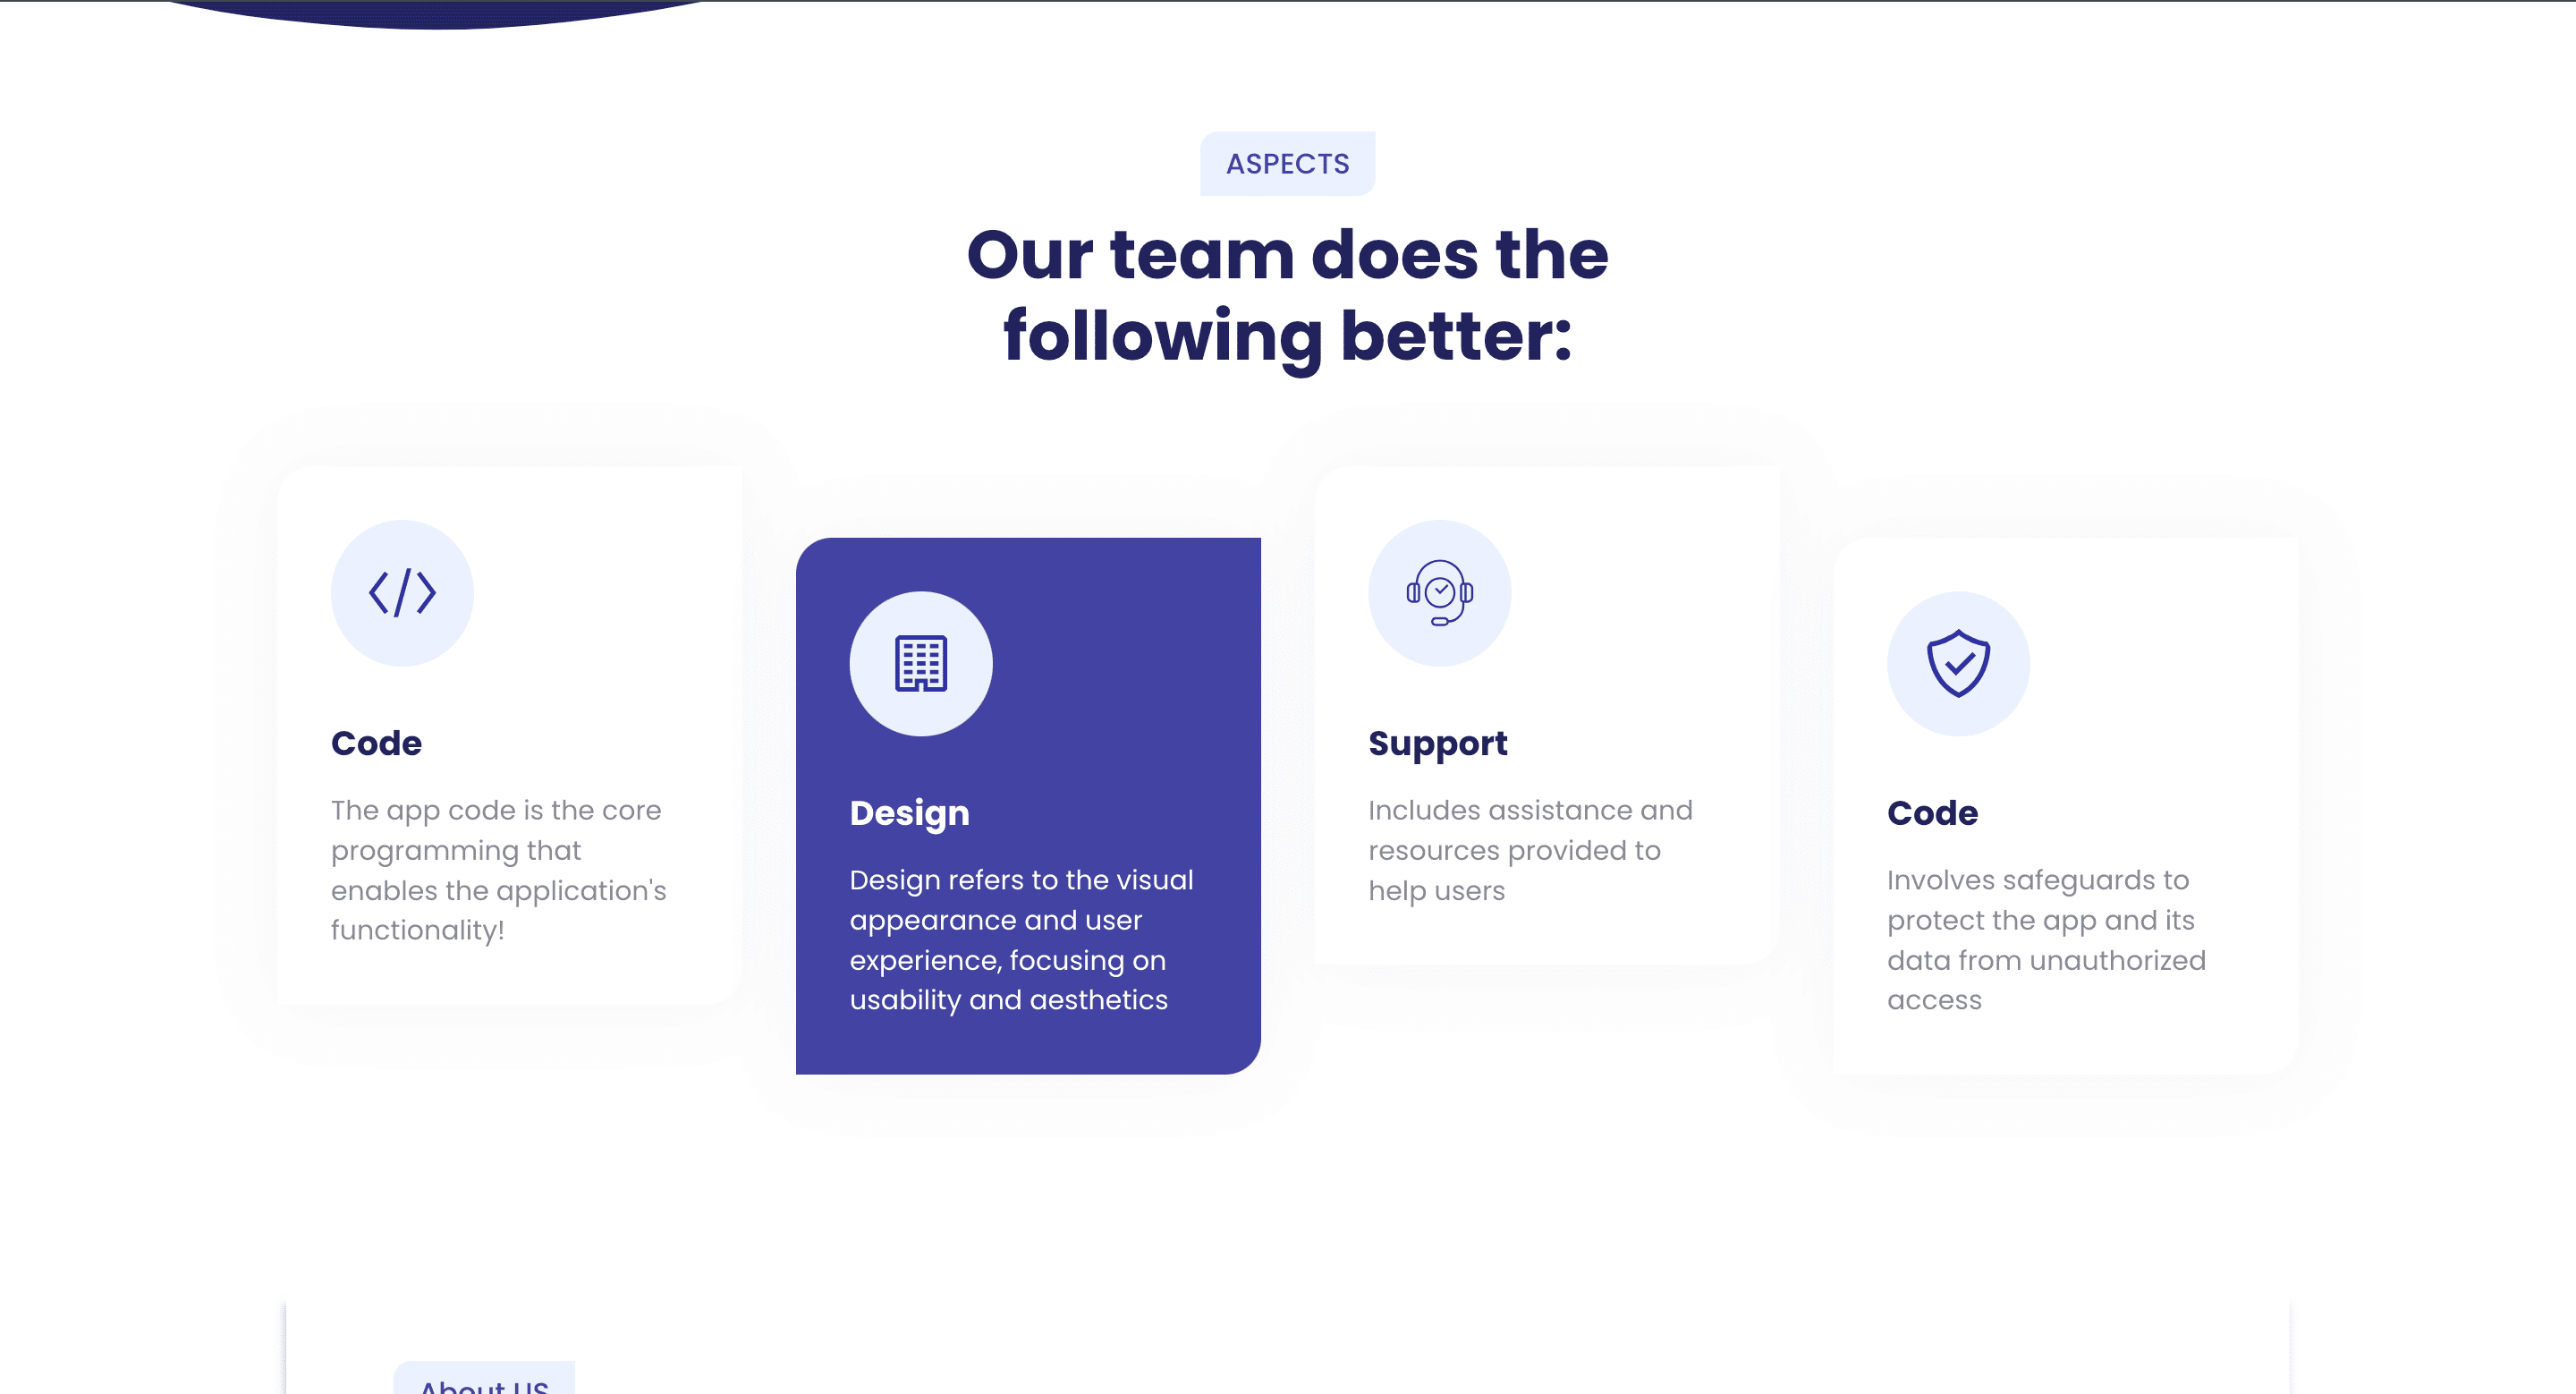 ASPECTS
Our team does the
following better:
Code
The app code is the core
programming that
enables the application's
functionality!
Design
Design refers to the visual
appearance and user
experience, focusing on
usability and aesthetics
Support
Includes assistance and
resources provided to
help users
Code
Involves safeguards to
protect the app and its
data from unauthorized
access
About US